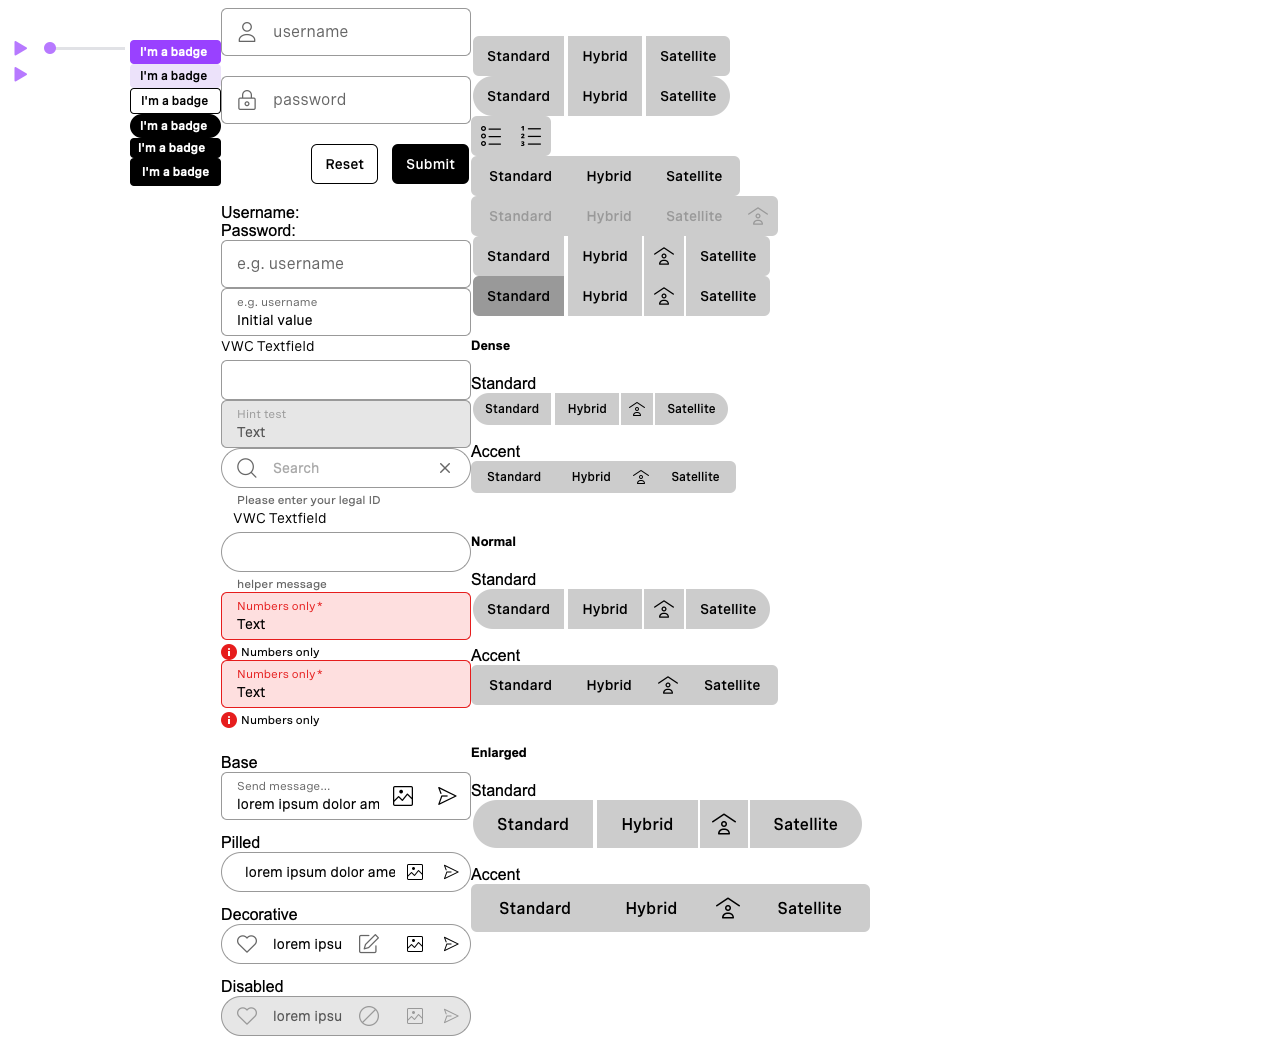 I'm a badge
I'm a badge
I'm a badge
I'm a badge
I'm a badge
I'm a badge
username
password
Reset Submit
Username:
Password:
e.g. username
e.g. username
Initial value
VWC Textfield
Hint test
Text
Search
Please enter your legal ID
VWC Textfield
helper message
Numbers only*
Text
Numbers only
Numbers only*
Text
Numbers only
Base
Send message...
lorem ipsum dolor am
Pilled
lorem ipsum dolor ame
Decorative
lorem ipsu
Disabled
lorem ipsu
Standard Hybrid Satellite
Standard Hybrid Satellite
Standard Hybrid Satellite
Standard Hybrid Satellite
Standard Hybrid Satellite
Standard Hybrid Satellite
Dense
Standard
Standard Hybrid Satellite
Accent
Standard Hybrid Satellite
Normal
Standard
Standard Hybrid Satellite
Accent
Standard Hybrid Satellite
Enlarged
Standard
Standard Hybrid Satellite
Accent
Standard Hybrid Satellite